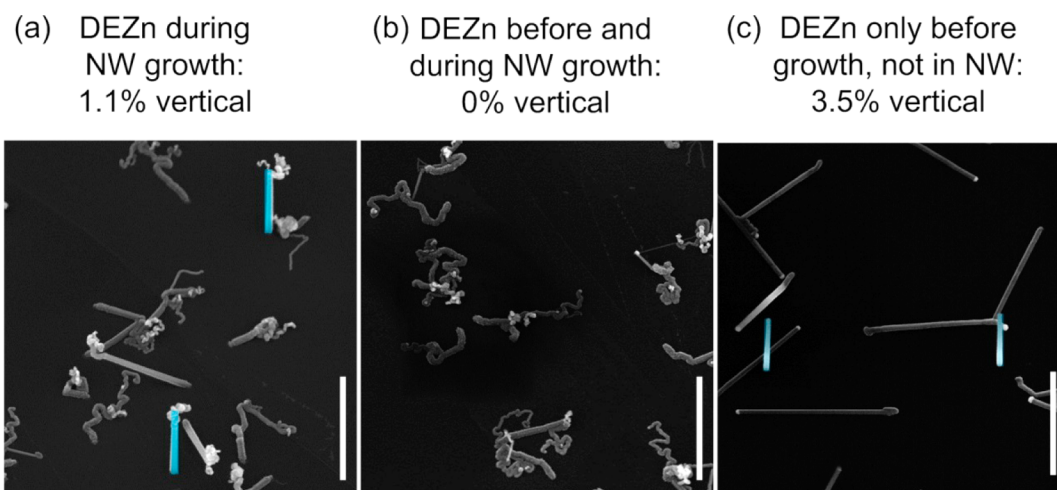 (a) DEZn during
NW growth:
1.1% vertical
(b) DEZn before and
during NW growth:
0% vertical
(c) DEZn only before
growth, not in NW:
3.5% vertical